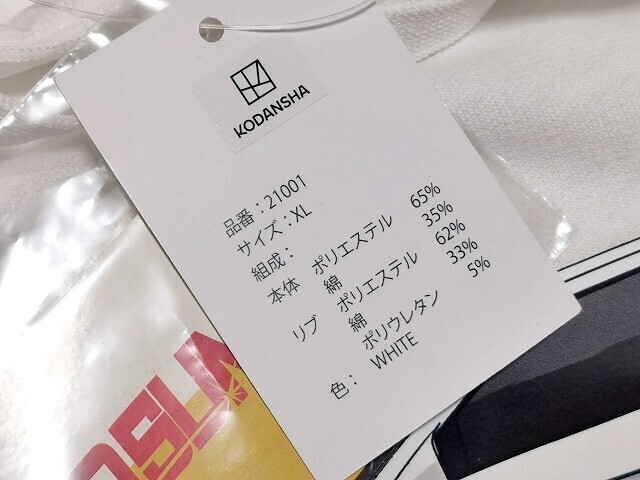 KODANSHA
品番：21001
サイズ：XL
組成：
本体 ポリエステル 65%
綿 35%
リブ ポリエステル 62%
綿 33%
ポリウレタン 5%
色： WHITE